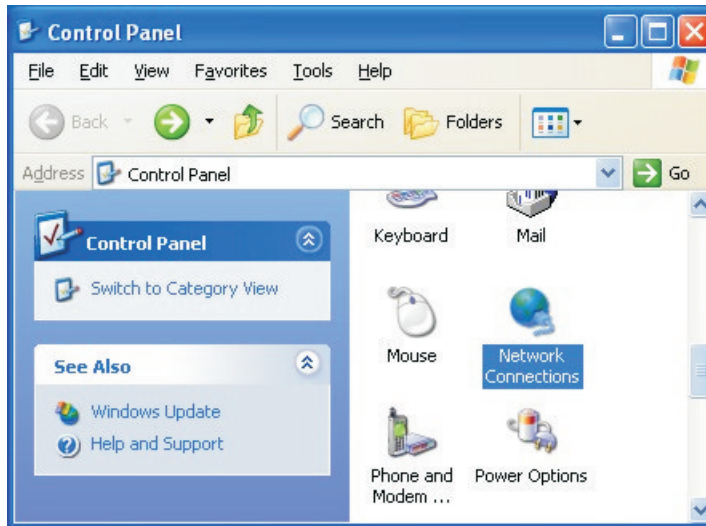 Control Panel
File Edit View Favorites Tools Help
Back Search Folders
Address Control Panel Go
Control Panel
Switch to Category View
See Also
Windows Update
Help and Support
Keyboard Mail
Mouse Network
Connections
Phone and Power Options
Modem ...